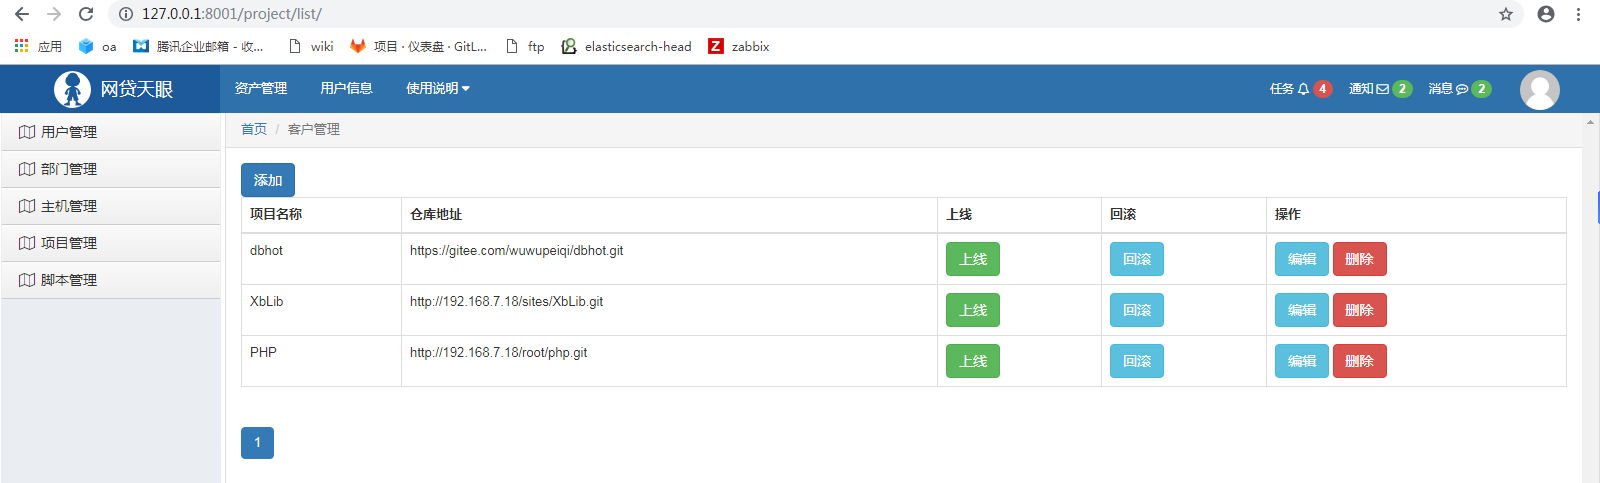 127.0.0.1:8001/project/list/
应用 oa 腾讯企业邮箱 - 收... wiki 项目 · 仪表盘 · GitL... ftp elasticsearch-head Z zabbix
网贷天眼 资产管理 用户信息 使用说明 任务 4 通知 2 消息 2
用户管理
部门管理
主机管理
项目管理
脚本管理
首页 / 客户管理
添加
项目名称 仓库地址 上线 回滚 操作
dbhot https://gitee.com/wuwupeiqi/dbhot.git 上线 回滚 编辑 删除
XbLib http://192.168.7.18/sites/XbLib.git 上线 回滚 编辑 删除
PHP http://192.168.7.18/root/php.git 上线 回滚 编辑 删除
1